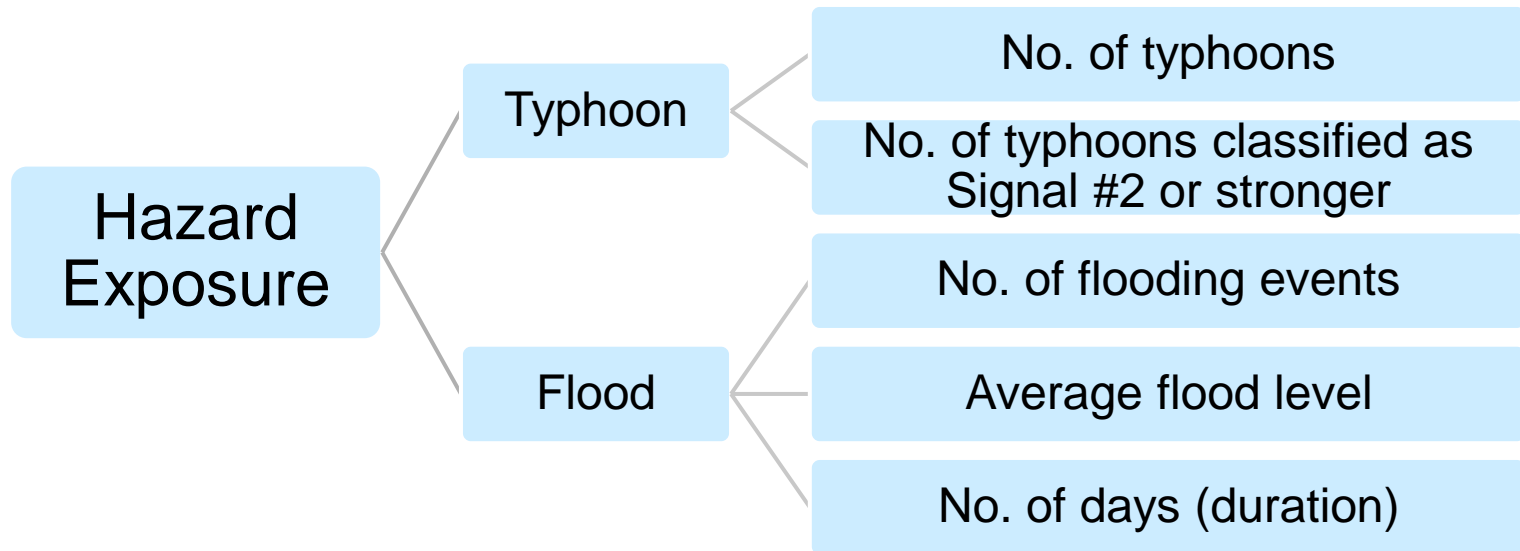 Hazard
Exposure
Typhoon
No. of typhoons
No. of typhoons classified as
Signal #2 or stronger
Flood
No. of flooding events
Average flood level
No. of days (duration)